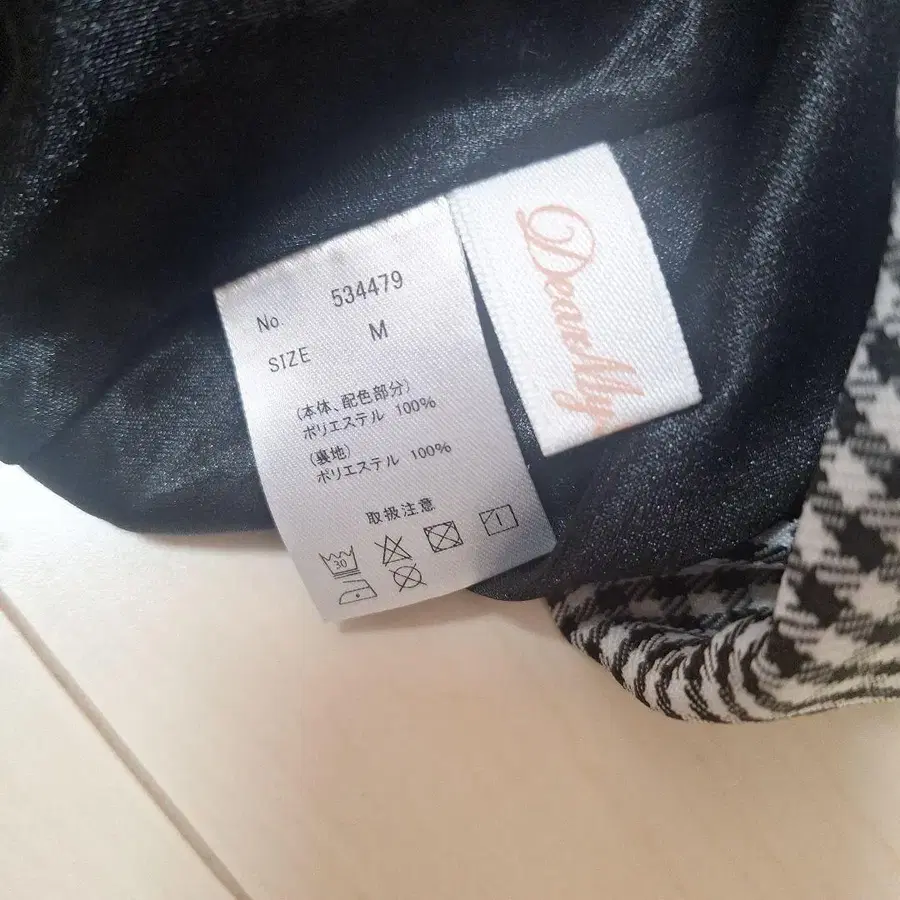 No. 534479
SIZE M
(本体、配色部分)
ポリエステル 100%
(裏地)
ポリエステル 100%
取扱注意
30
DearMy